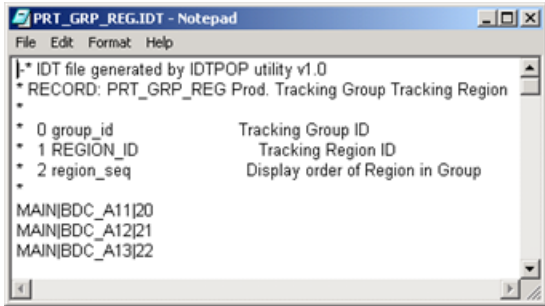 PRT_GRP_REG.IDT - Notepad
File Edit Format Help
-* IDT file generated by IDTPOP utility v1.0
* RECORD: PRT_GRP_REG Prod. Tracking Group Tracking Region
*
* 0 group_id Tracking Group ID
* 1 REGION_ID Tracking Region ID
* 2 region_seq Display order of Region in Group
*
MAIN|BDC_A11|20
MAIN|BDC_A12|21
MAIN|BDC_A13|22